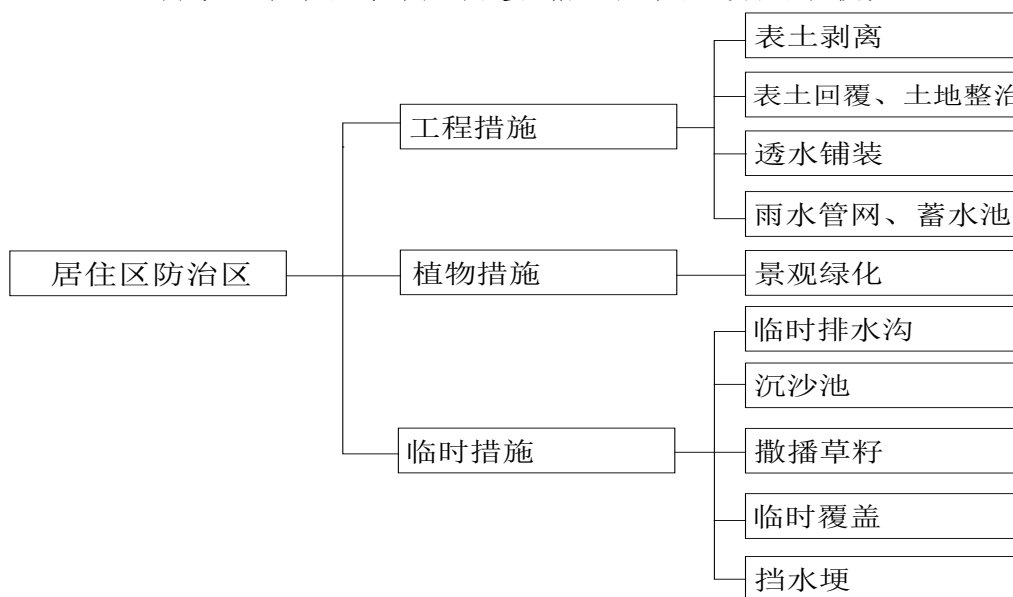 表土剥离
表土回覆、土地整治
工程措施
透水铺装
雨水管网、蓄水池
居住区防治区
植物措施
景观绿化
临时排水沟
沉沙池
临时措施
撒播草籽
临时覆盖
挡水埂